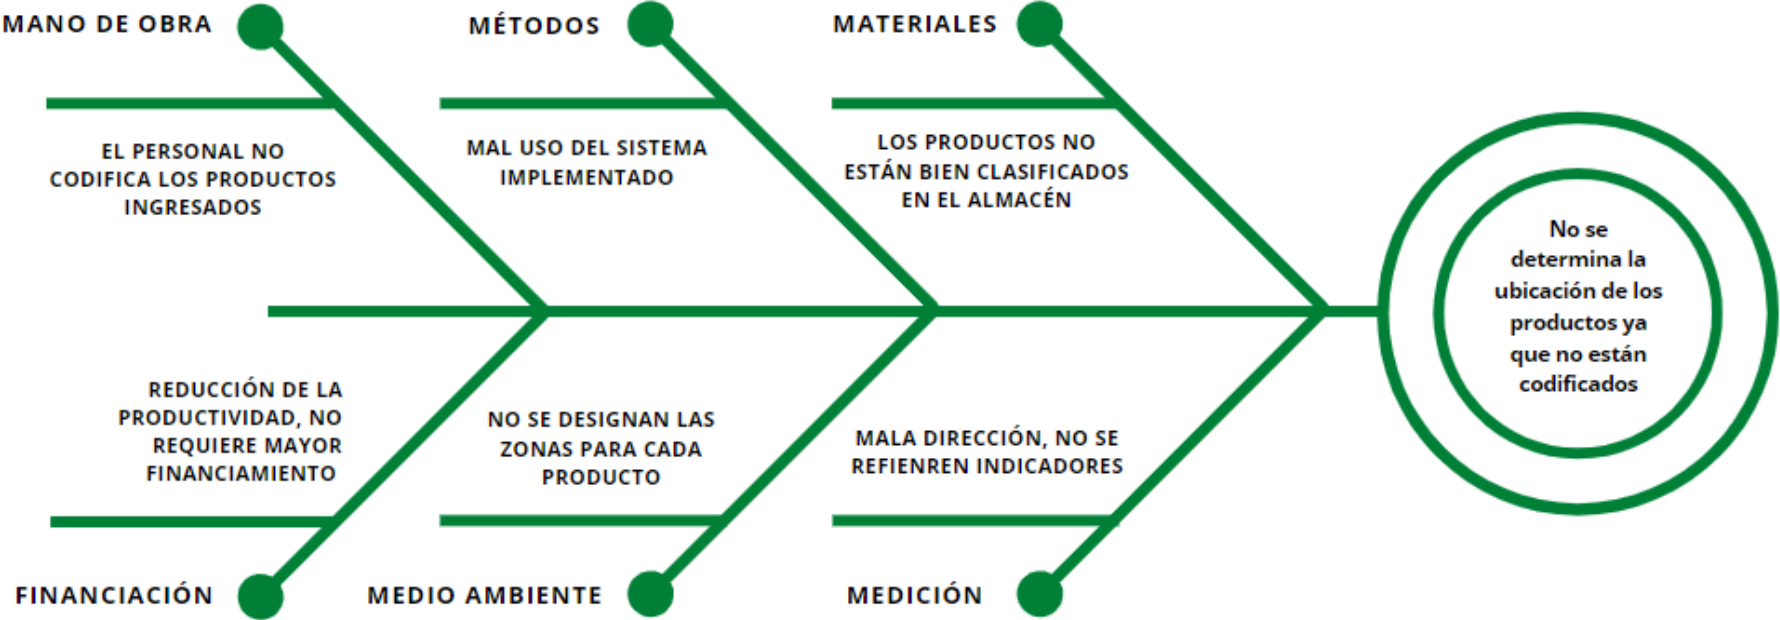 MANO DE OBRA
MÉTODOS
MATERIALES
EL PERSONAL NO
CODIFICA LOS PRODUCTOS
INGRESADOS
MAL USO DEL SISTEMA
IMPLEMENTADO
LOS PRODUCTOS NO
ESTÁN BIEN CLASIFICADOS
EN EL ALMACÉN
No se
determina la
ubicación de los
productos ya
que no están
codificados
REDUCCIÓN DE LA
PRODUCTIVIDAD, NO
REQUIERE MAYOR
FINANCIAMIENTO
NO SE DESIGNAN LAS
ZONAS PARA CADA
PRODUCTO
MALA DIRECCIÓN, NO SE
REFIENREN INDICADORES
FINANCIACIÓN
MEDIO AMBIENTE
MEDICIÓN